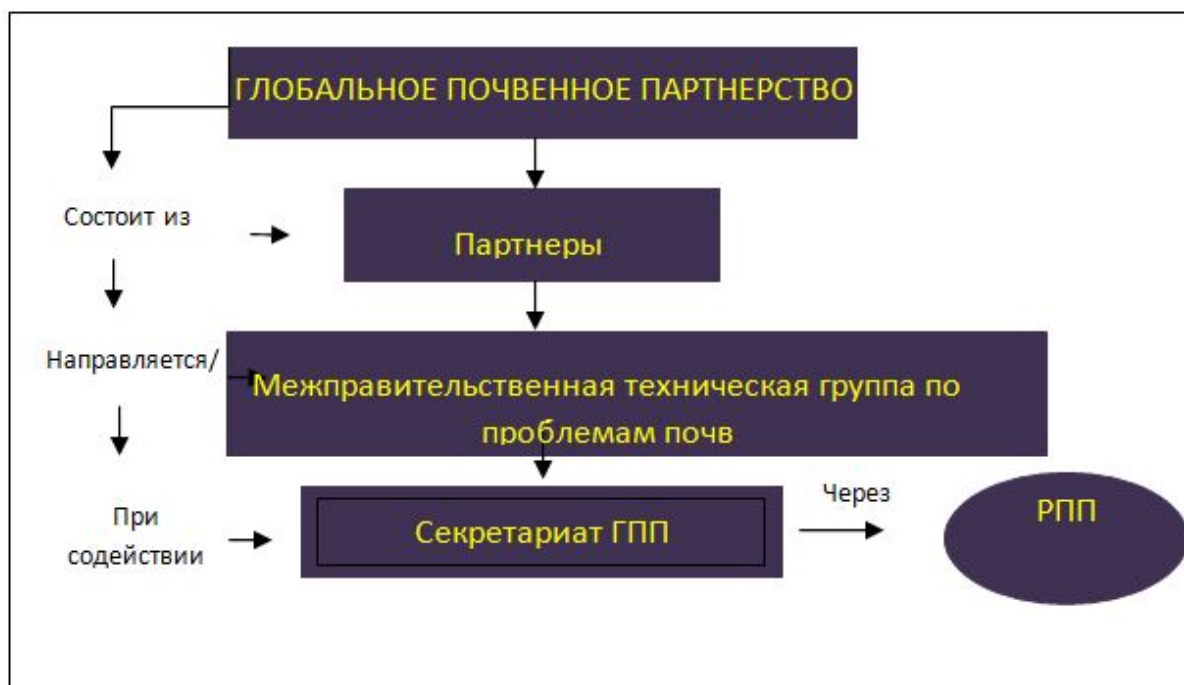 ГЛОБАЛЬНОЕ ПОЧВЕННОЕ ПАРТНЕРСТВО
Состоит из
Партнеры
Направляется/
Межправительственная техническая группа по
проблемам почв
При
содействии
Секретариат ГПП
Через
РПП